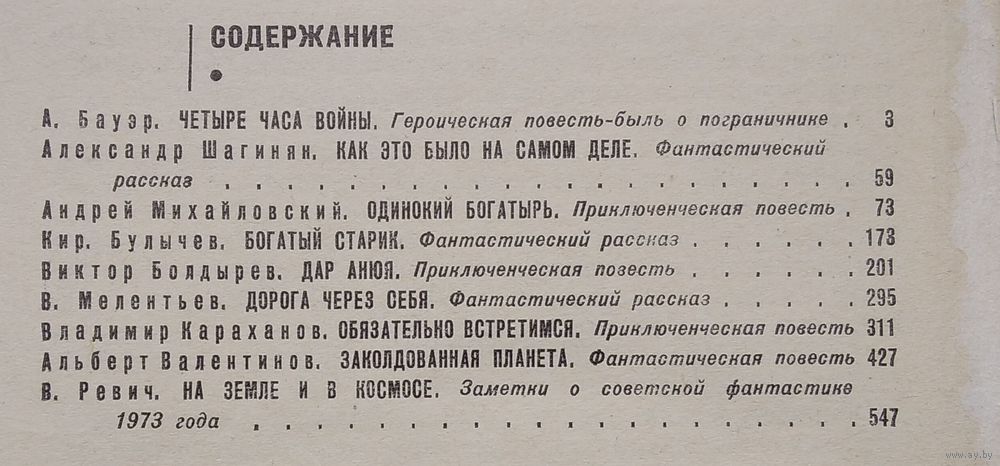 СОДЕРЖАНИЕ
А. Бауэр. ЧЕТЫРЕ ЧАСА ВОЙНЫ. Героическая повесть-быль о пограничнике . 3
Александр Шагинян. КАК ЭТО БЫЛО НА САМОМ ДЕЛЕ. Фантастический
рассказ . . . . . . . . . . . . . . . . . . . . . . 59
Андрей Михайловский. ОДИНОКИЙ БОГАТЫРЬ. Приключенческая повесть . 73
Кир. Булычев. БОГАТЫЙ СТАРИК. Фантастический рассказ . . . . . . 173
Виктор Болдырев. ДАР АНЮЯ. Приключенческая повесть . . . . . . 201
В. Мелентьев. ДОРОГА ЧЕРЕЗ СЕБЯ. Фантастический рассказ . . . . . 295
Владимир Караханов. ОБЯЗАТЕЛЬНО ВСТРЕТИМСЯ. Приключенческая повесть 311
Альберт Валентинов. ЗАКОЛДОВАННАЯ ПЛАНЕТА. Фантастическая повесть 427
В. Ревич. НА ЗЕМЛЕ И В КОСМОСЕ. Заметки о советской фантастике
1973 года . . . . . . . . . . . . . . . . . . . . 547
www.ay.by